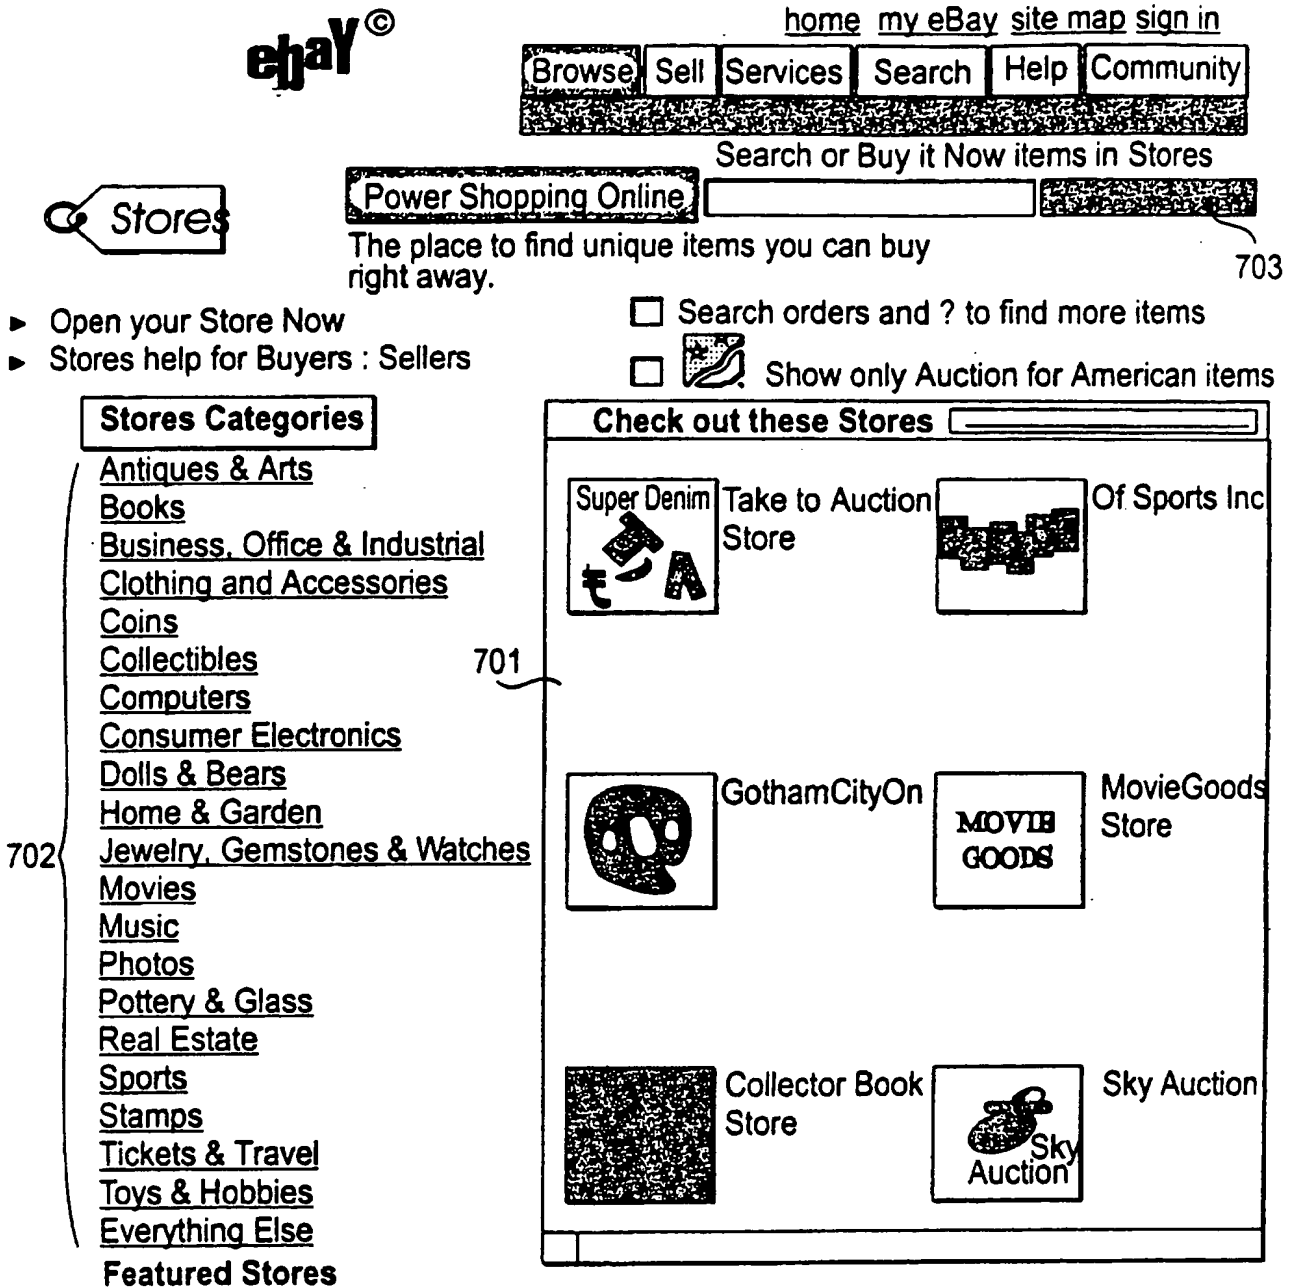 ebaY©
home my eBay site map sign in
Browse Sell Services Search Help Community
Search or Buy it Now items in Stores
Stores
Power Shopping Online
703
The place to find unique items you can buy
right away.
Open your Store Now
Stores help for Buyers : Sellers
Search orders and ? to find more items
Show only Auction for American items
Stores Categories
Antiques & Arts
Books
Business, Office & Industrial
Clothing and Accessories
Coins
Collectibles
Computers
Consumer Electronics
Dolls & Bears
Home & Garden
702
Jewelry, Gemstones & Watches
Movies
Music
Photos
Pottery & Glass
Real Estate
Sports
Stamps
Tickets & Travel
Toys & Hobbies
Everything Else
Featured Stores
Check out these Stores
701
Super Denim
Take to Auction
Store
Of Sports Inc
GothamCityOn
MOVIE
GOODS
MovieGoods
Store
Collector Book
Store
Sky
Auction
Sky Auction